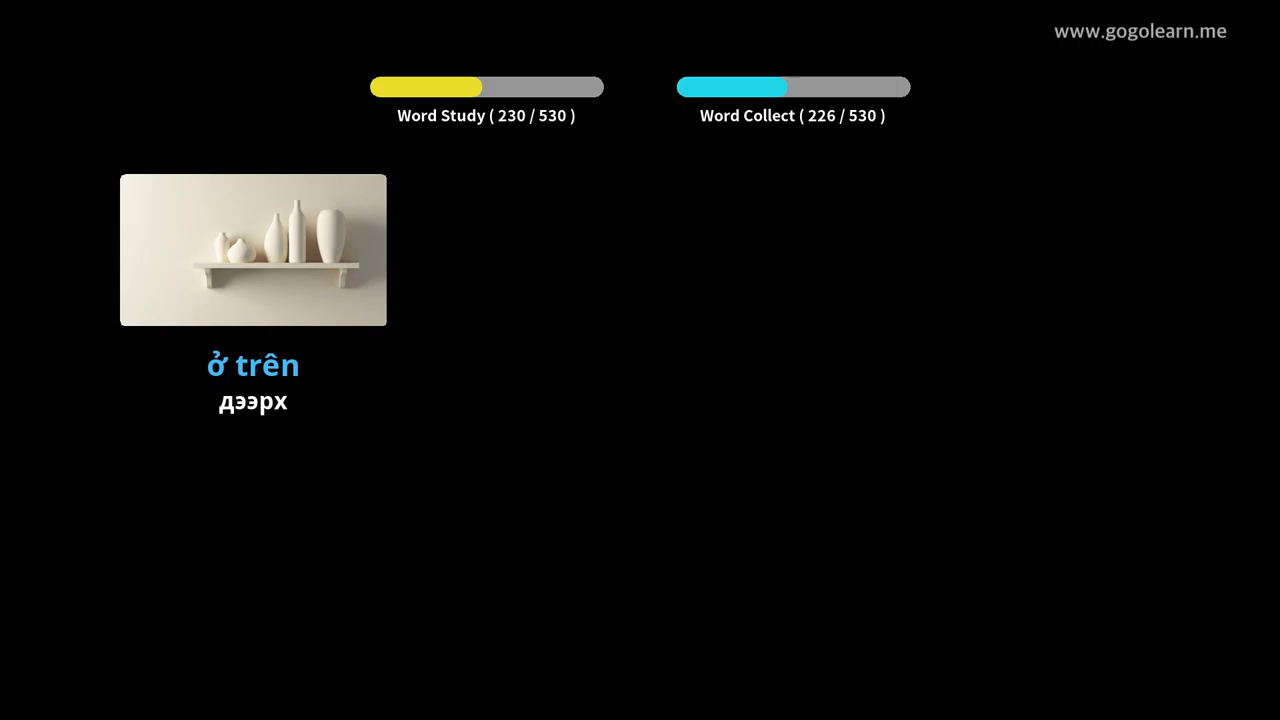 www.gogolearn.me
Word Study ( 230 / 530 )
Word Collect ( 226 / 530 )
ở trên
дээрх